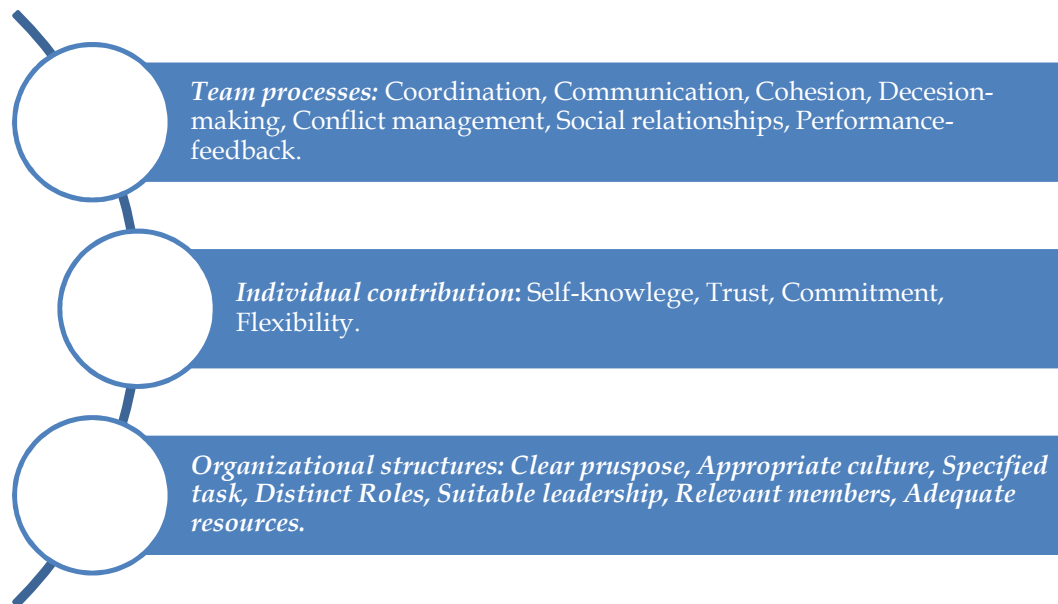 Team processes: Coordination, Communication, Cohesion, Decesion-
making, Conflict management, Social relationships, Performance-
feedback.
Individual contribution: Self-knowlege, Trust, Commitment,
Flexibility.
Organizational structures: Clear pruspose, Appropriate culture, Specified
task, Distinct Roles, Suitable leadership, Relevant members, Adequate
resources.